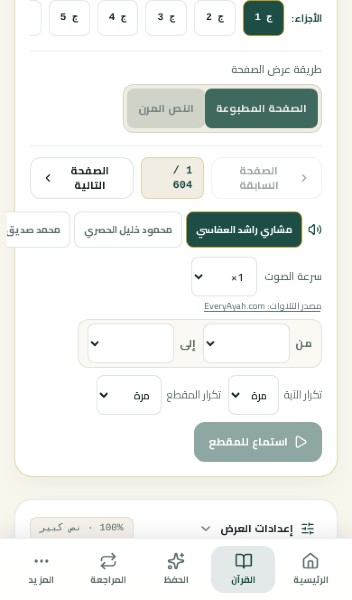 الأجزاء: ج 1 ج 2 ج 3 ج 4 ج 5
طريقة عرض الصفحة
الصفحة المطبوعة النص المرن
الصفحة السابقة 1 / 604 الصفحة التالية
مشاري راشد العفاسي محمود خليل الحصري محمد صديق
سرعة الصوت 1×
مصدر التلاوات: EveryAyah.com
من إلى
تكرار الآية مرة تكرار المقطع مرة
استماع للمقطع
إعدادات العرض 100% · نص كبير
الرئيسية القرآن الحفظ المراجعة المزيد